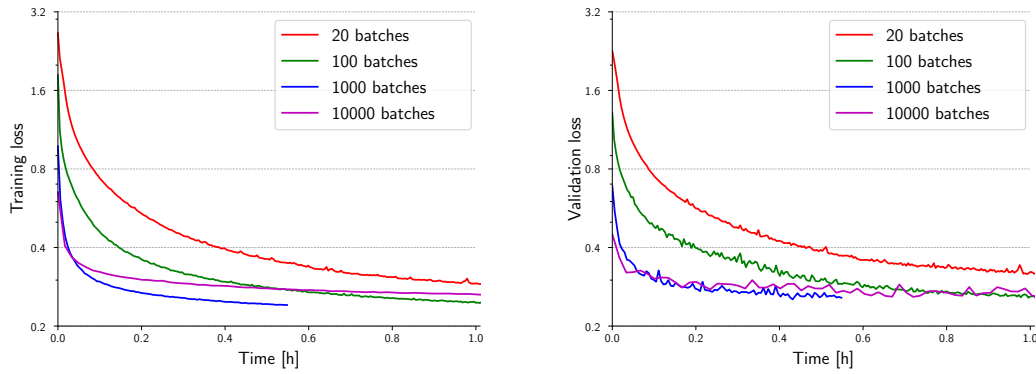 3.2
1.6
0.8
0.4
0.2
Training loss
0.0
0.2
0.4
0.6
0.8
1.0
Time [h]
20 batches
100 batches
1000 batches
10000 batches
3.2
1.6
0.8
0.4
0.2
Validation loss
0.0
0.2
0.4
0.6
0.8
1.0
Time [h]
20 batches
100 batches
1000 batches
10000 batches